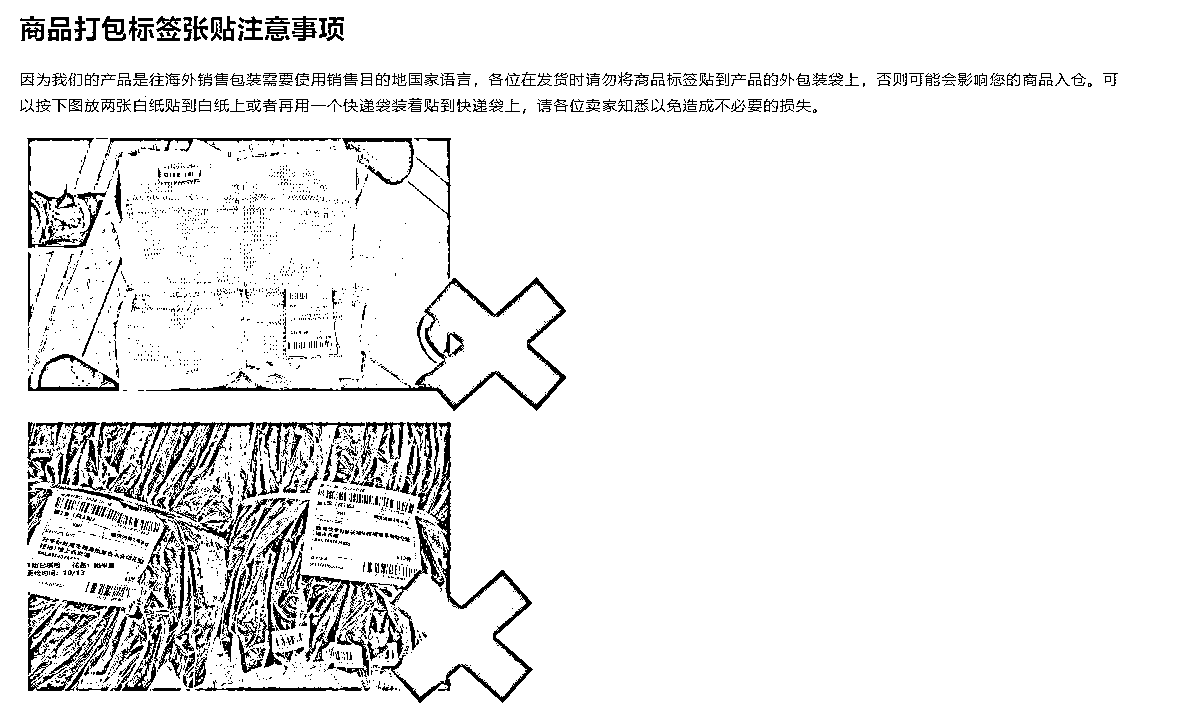 商品打包标签张贴注意事项
因为我们的产品是往海外销售包装需要使用销售目的地国家语言，各位在发货时请勿将商品标签贴到产品的外包装袋上，否则可能会影响您的商品入仓。可
以按下图放两张白纸贴到白纸上或者再用一个快递袋装着贴到快递袋上，请各位卖家知悉以免造成不必要的损失。